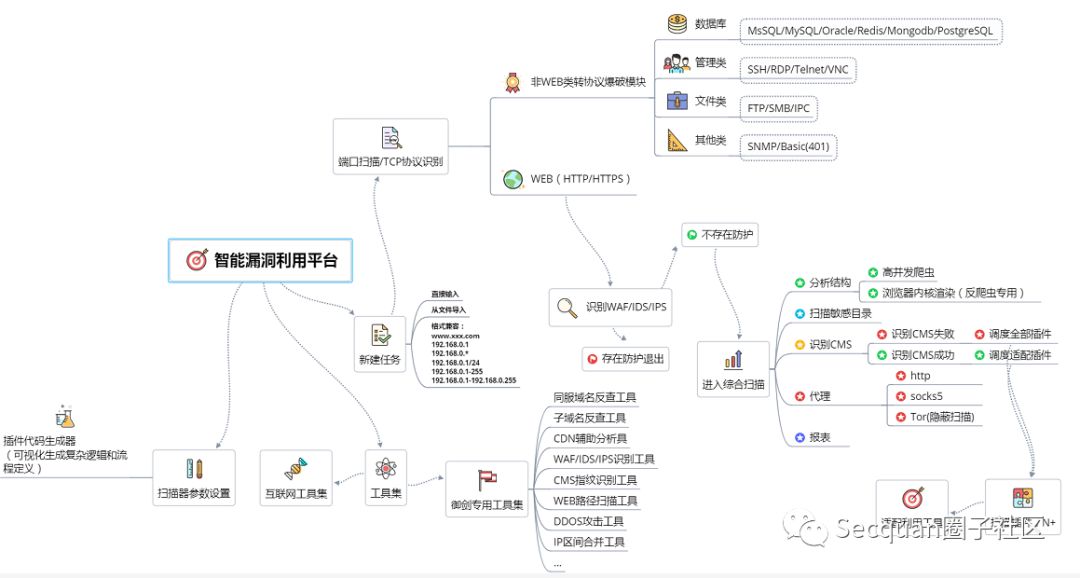 数据库
MsSQL/MySQL/Oracle/Redis/Mongodb/PostgreSQL
管理类
SSH/RDP/Telnet/VNC
非WEB类转协议爆破模块
文件类
FTP/SMB/IPC
其他类
SNMP/Basic(401)
端口扫描/TCP协议识别
WEB（HTTP/HTTPS）
不存在防护
智能漏洞利用平台
直接输入
从文件导入
格式兼容：
www.xxx.com
192.168.0.1
192.168.0.*
192.168.0.1/24
192.168.0.1-255
192.168.0.1-192.168.0.255
新建任务
识别WAF/IDS/IPS
存在防护退出
进入综合扫描
分析结构
高并发爬虫
浏览器内核渲染（反爬虫专用）
扫描敏感目录
识别CMS
识别CMS失败
调度全部插件
识别CMS成功
调度适配插件
代理
http
socks5
Tor(隐蔽扫描)
报表
插件代码生成器
（可视化生成复杂逻辑和流
程定义）
扫描器参数设置
互联网工具集
工具集
御剑专用工具集
同服域名反查工具
子域名反查工具
CDN辅助分析具
WAF/IDS/IPS识别工具
CMS指纹识别工具
WEB路径扫描工具
DDOS攻击工具
IP区间合并工具
...
适配利用工具
扫描插件 N+
Secquan圈子社区